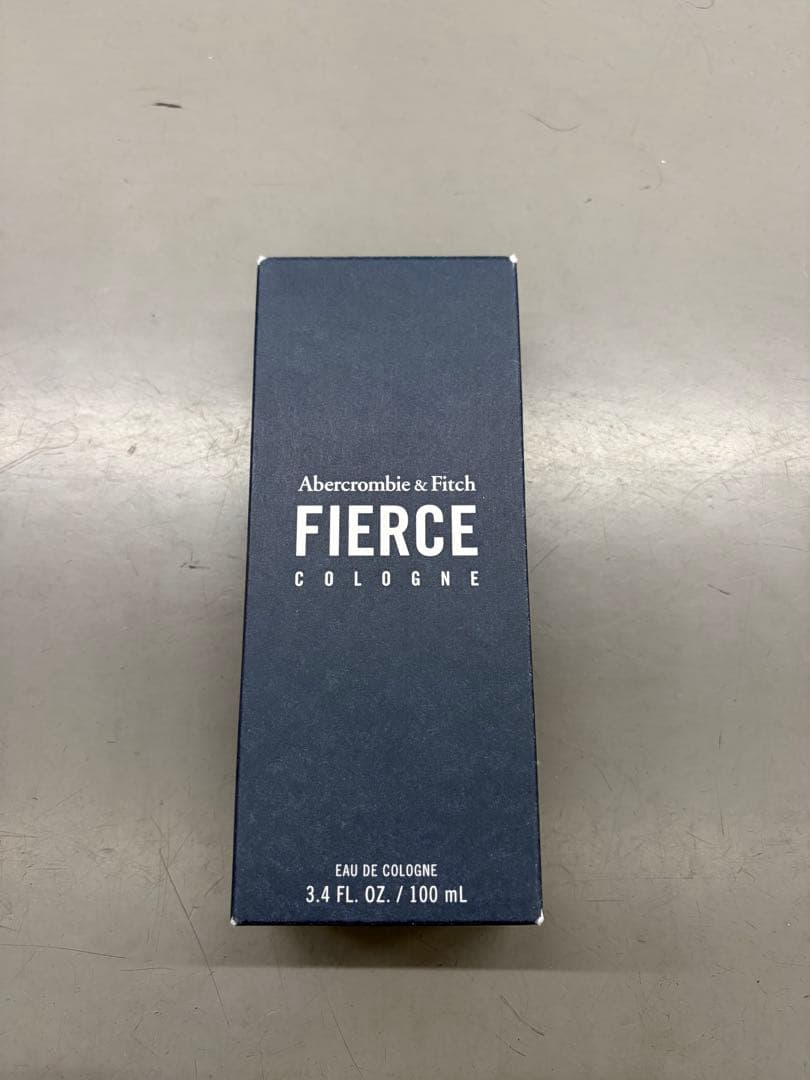 Abercrombie & Fitch
FIERCE
COLOGNE
EAU DE COLOGNE
3.4 FL. OZ. / 100 mL